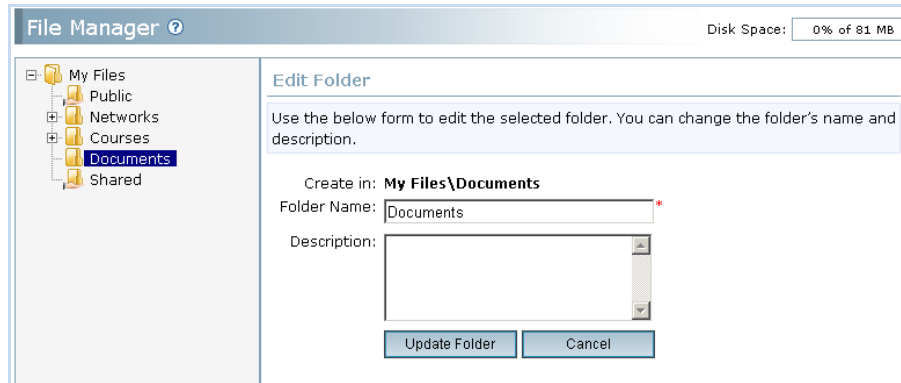 File Manager ?
Disk Space: 0% of 81 MB
My Files
Public
Networks
Courses
Documents
Shared
Edit Folder
Use the below form to edit the selected folder. You can change the folder's name and
description.
Create in: My Files\Documents
Folder Name: Documents *
Description:
Update Folder Cancel